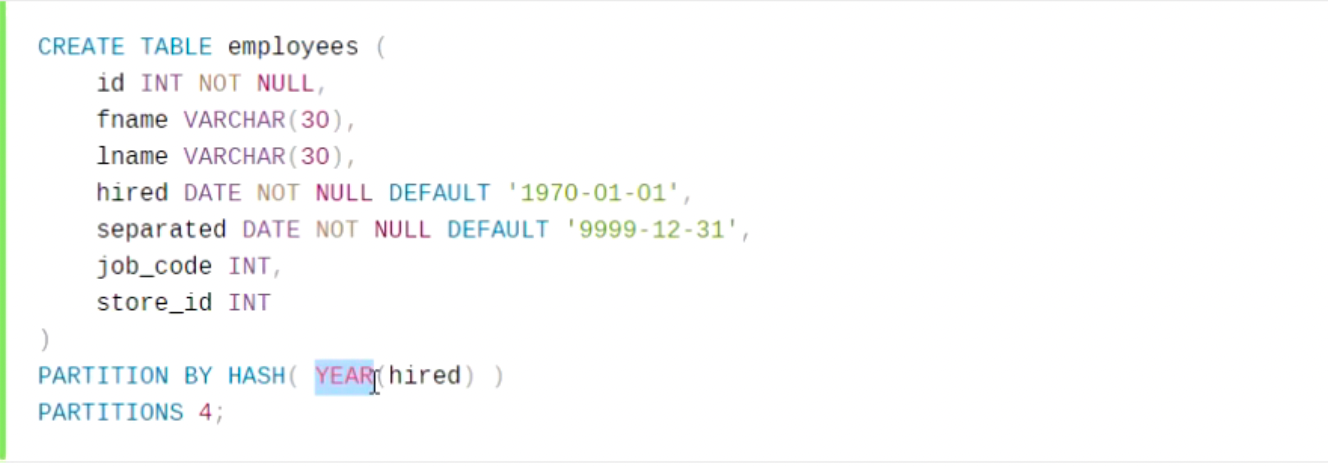 CREATE TABLE employees (
    id INT NOT NULL,
    fname VARCHAR(30),
    lname VARCHAR(30),
    hired DATE NOT NULL DEFAULT '1970-01-01',
    separated DATE NOT NULL DEFAULT '9999-12-31',
    job_code INT,
    store_id INT
)
PARTITION BY HASH( YEAR(hired) )
PARTITIONS 4;